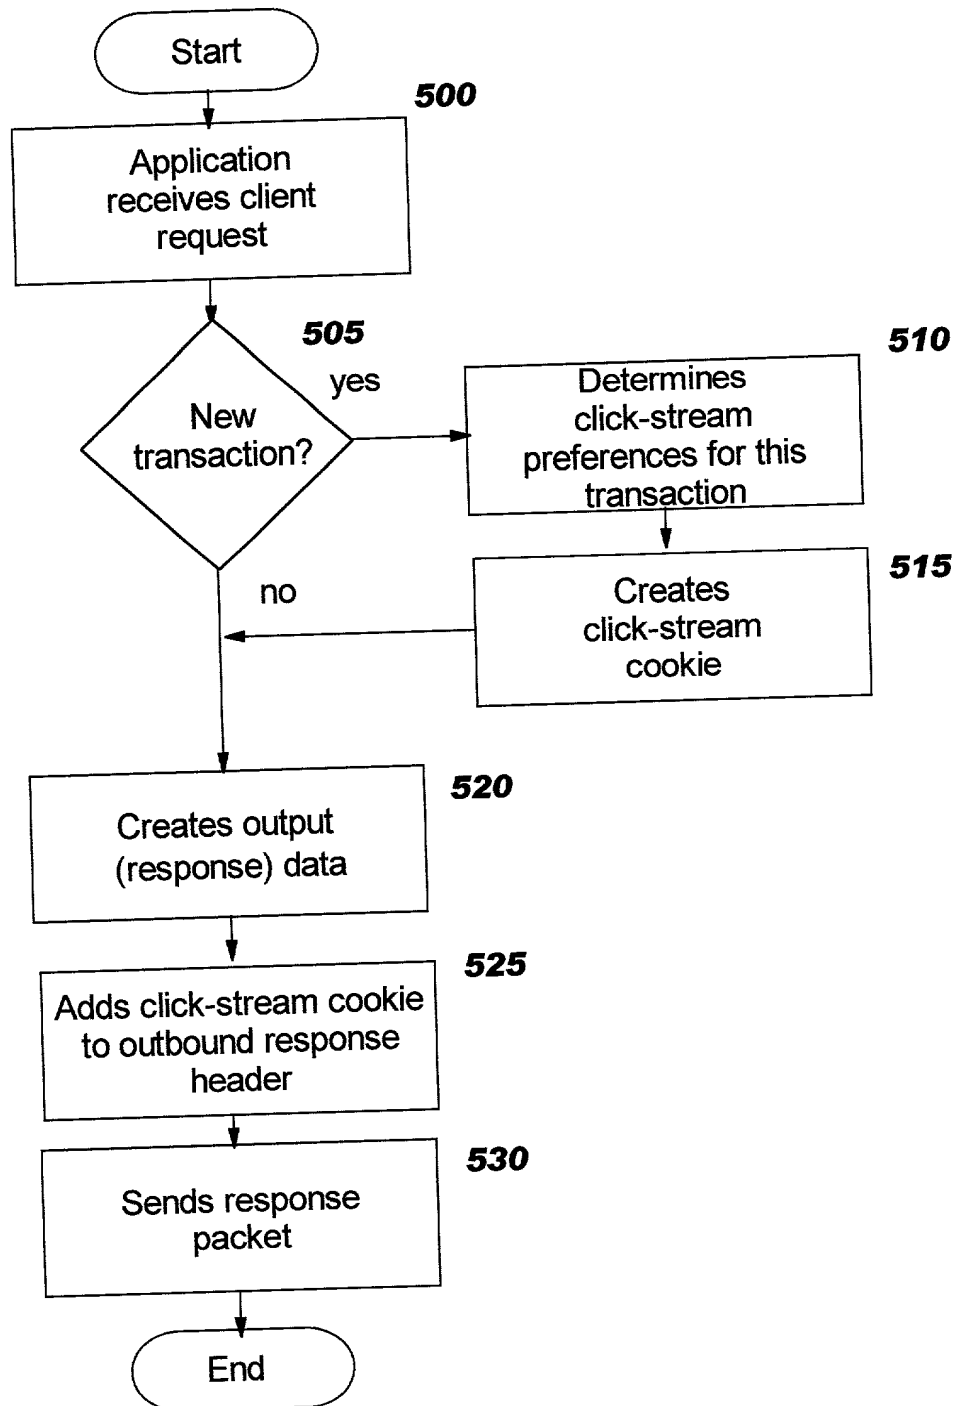 Start
500
Application
receives client
request
505
yes
New
transaction?
510
Determines
click-stream
preferences for this
transaction
no
515
Creates
click-stream
cookie
520
Creates output
(response) data
525
Adds click-stream cookie
to outbound response
header
530
Sends response
packet
End